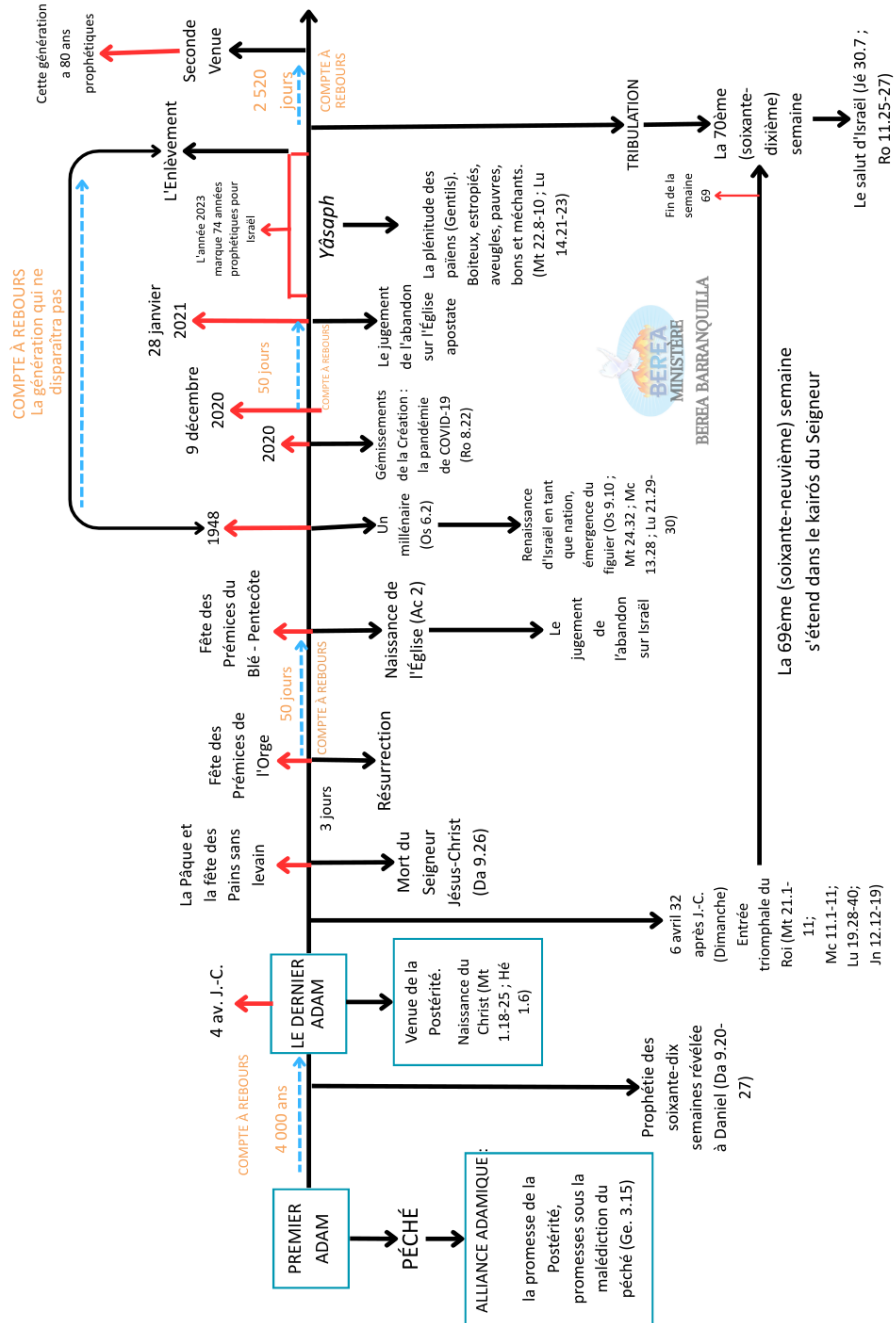 PREMIER
ADAM
PÉCHÉ
ALLIANCE ADAMIQUE :
la promesse de la
Postérité,
promesses sous la
malédiction du
péché (Ge. 3.15)
COMPTE À REBOURS
4 000 ans
Prophétie des
soixante-dix
semaines révélée
à Daniel (Da 9.20-
27)
4 av. J.-C.
LE DERNIER
ADAM
Venue de la
Postérité.
Naissance du
Christ (Mt
1.18-25 ; Hé
1.6)
6 avril 32
après J.-C.
(Dimanche)
Entrée
triomphale du
Roi (Mt 21.1-
11;
Mc 11.1-11;
Lu 19.28-40;
Jn 12.12-19)
La Pâque et
la fête des
Pains sans
levain
Mort du
Seigneur
Jésus-Christ
(Da 9.26)
3 jours
Fête des
Prémices de
l'Orge
Résurrection
50 jours
COMPTE À REBOURS
Fête des
Prémices du
Blé - Pentecôte
Naissance de
l'Église (Ac 2)
Le
jugement
de
l'abandon
sur Israël
1948
Un
millénaire
(Os 6.2)
Renaissance
d'Israël en tant
que nation,
émergence du
figuier (Os 9.10 ;
Mt 24.32 ; Mc
13.28 ; Lu 21.29-
30)
COMPTE À REBOURS
La génération qui ne
disparaîtra pas
2020
Gémissements
de la Création :
la pandémie
de COVID-19
(Ro 8.22)
9 décembre
2020
50 jours
COMPTE À REBOURS
28 janvier
2021
Le jugement
de l'abandon
sur l'Église
apostate
L'année 2023
marque 74 années
prophétiques pour
Israël
Yâsaph
La plénitude des
païens (Gentils).
Boiteux, estropiés,
aveugles, pauvres,
bons et méchants.
(Mt 22.8-10 ; Lu
14.21-23)
L'Enlèvement
2 520
jours
COMPTE À
REBOURS
Seconde
Venue
Cette génération
a 80 ans
prophétiques
TRIBULATION
La 70ème
(soixante-
dixième)
semaine
Le salut d'Israël (Jé 30.7 ;
Ro 11.25-27)
Fin de la
semaine
69
La 69ème (soixante-neuvième) semaine
s'étend dans le kairós du Seigneur
BEREA
MINISTÈRE
BEREA BARRANQUILLA